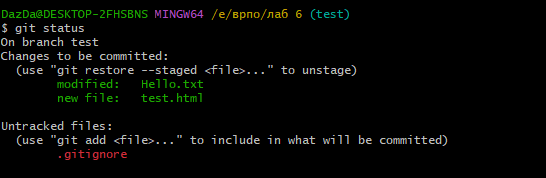 DazDa@DESKTOP-2FHSBNS MINGW64 /e/врпо/лаб 6 (test)
$ git status
On branch test
Changes to be committed:
  (use "git restore --staged <file>..." to unstage)
        modified:   Hello.txt
        new file:   test.html

Untracked files:
  (use "git add <file>..." to include in what will be committed)
        .gitignore